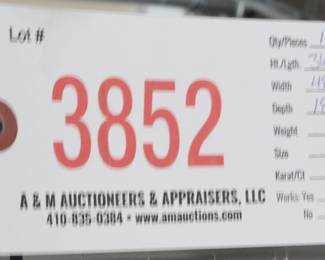 Lot #
3852
A & M AUCTIONEERS & APPRAISERS, LLC
410-835-0384 • www.amauctions.com
Qty/Pieces 1
Ht./Lgth.
Width
Depth
Weight
Size
Karat/Ct
Works: Yes
No